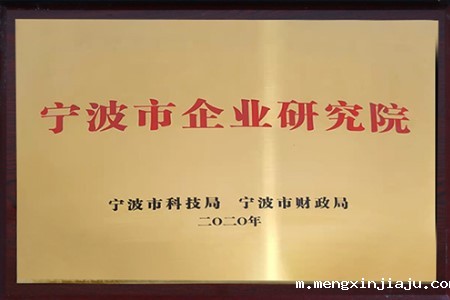 宁波市企业研究院
宁波市科技局 宁波市财政局
二〇二〇年
m.mengxinjiaju.com